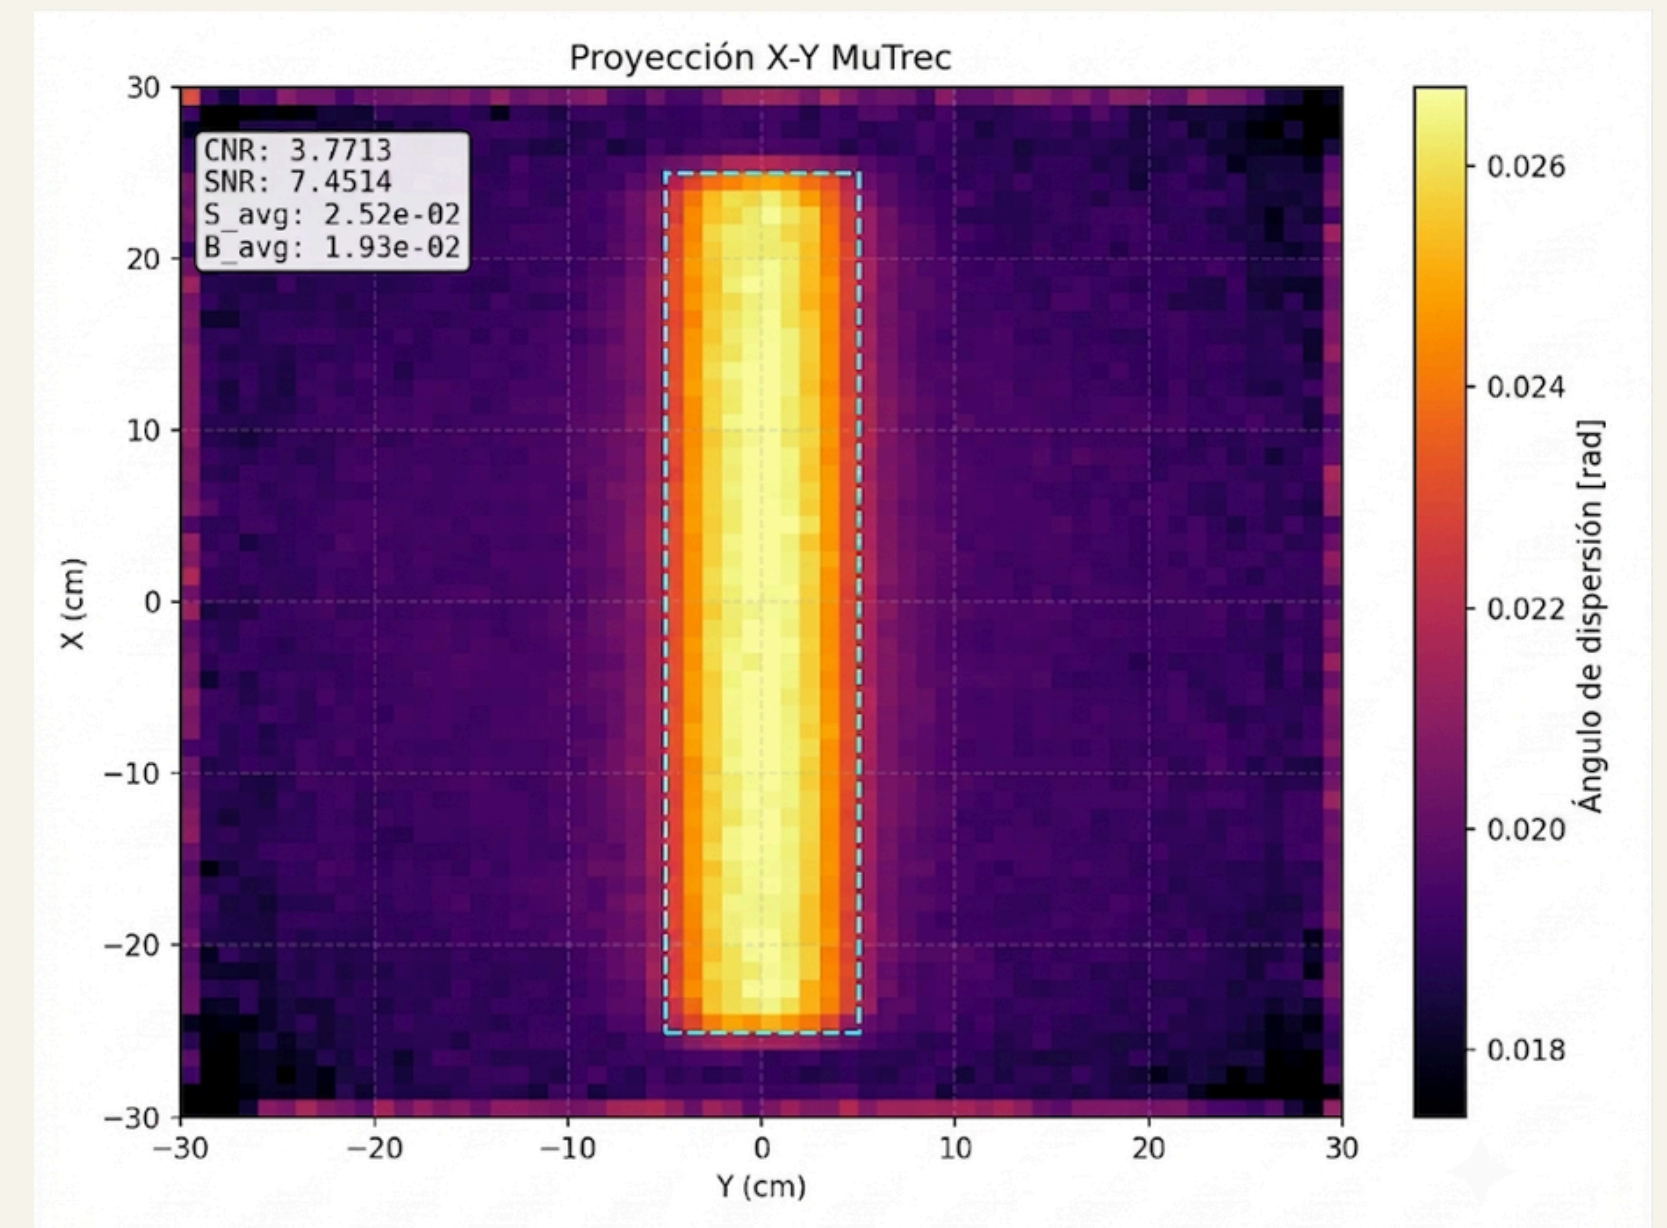 Proyección X-Y MuTrec
CNR: 3.7713
SNR: 7.4514
S_avg: 2.52e-02
B_avg: 1.93e-02
30
20
10
0
−10
−20
−30
X (cm)
−30 −20 −10 0 10 20 30
Y (cm)
0.026
0.024
0.022
0.020
0.018
Ángulo de dispersión [rad]